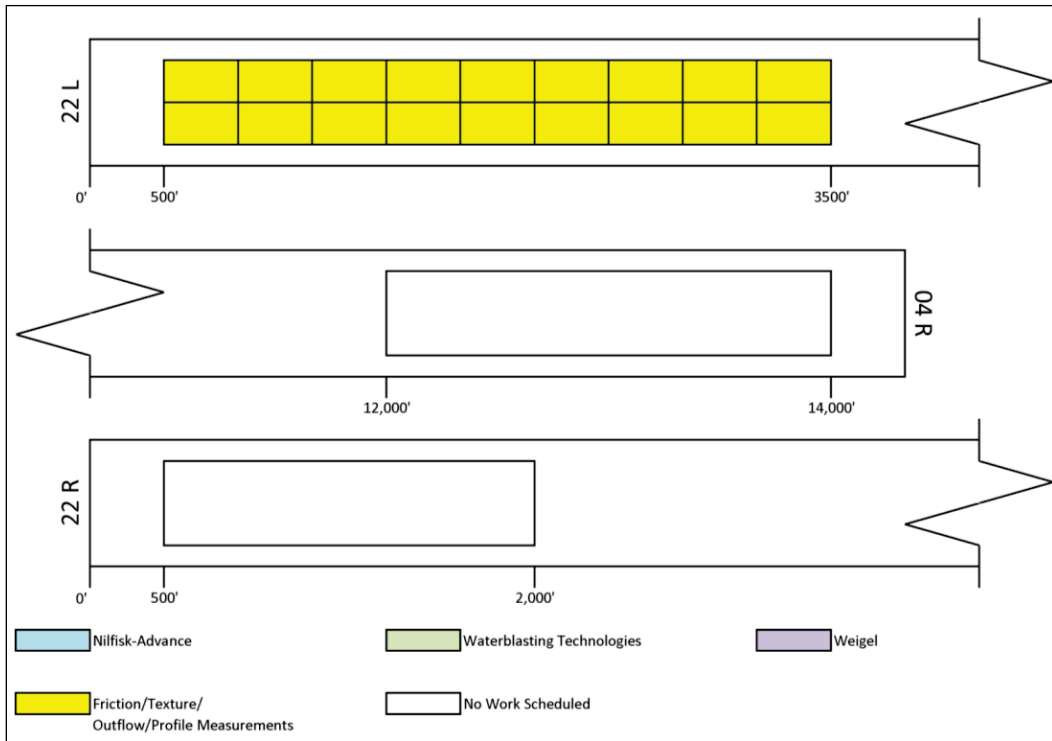 22 L
0'
500'
3500'
04 R
12,000'
14,000'
22 R
0'
500'
2,000'
Nilfisk-Advance
Waterblasting Technologies
Weigel
Friction/Texture/
Outflow/Profile Measurements
No Work Scheduled